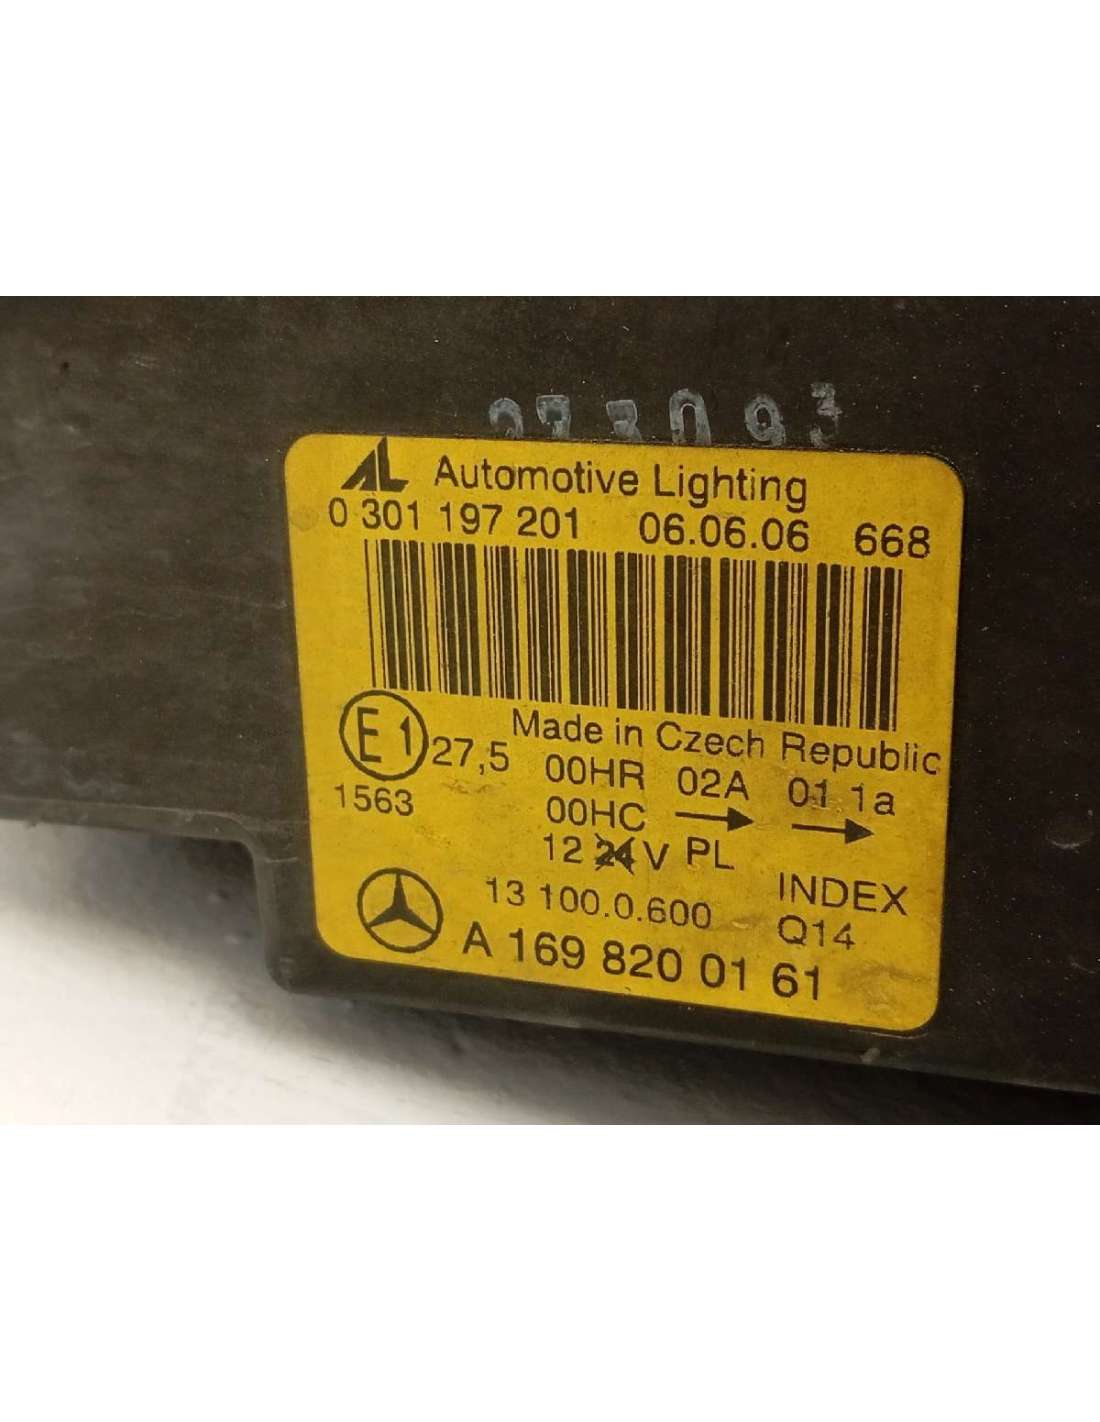 AL Automotive Lighting
0 301 197 201 06.06.06 668
Made in Czech Republic
E1 27,5 00HR 02A 01 1a
1563 00HC → →
12 24 V PL
13 100.0.600 INDEX
Q14
A 169 820 01 61